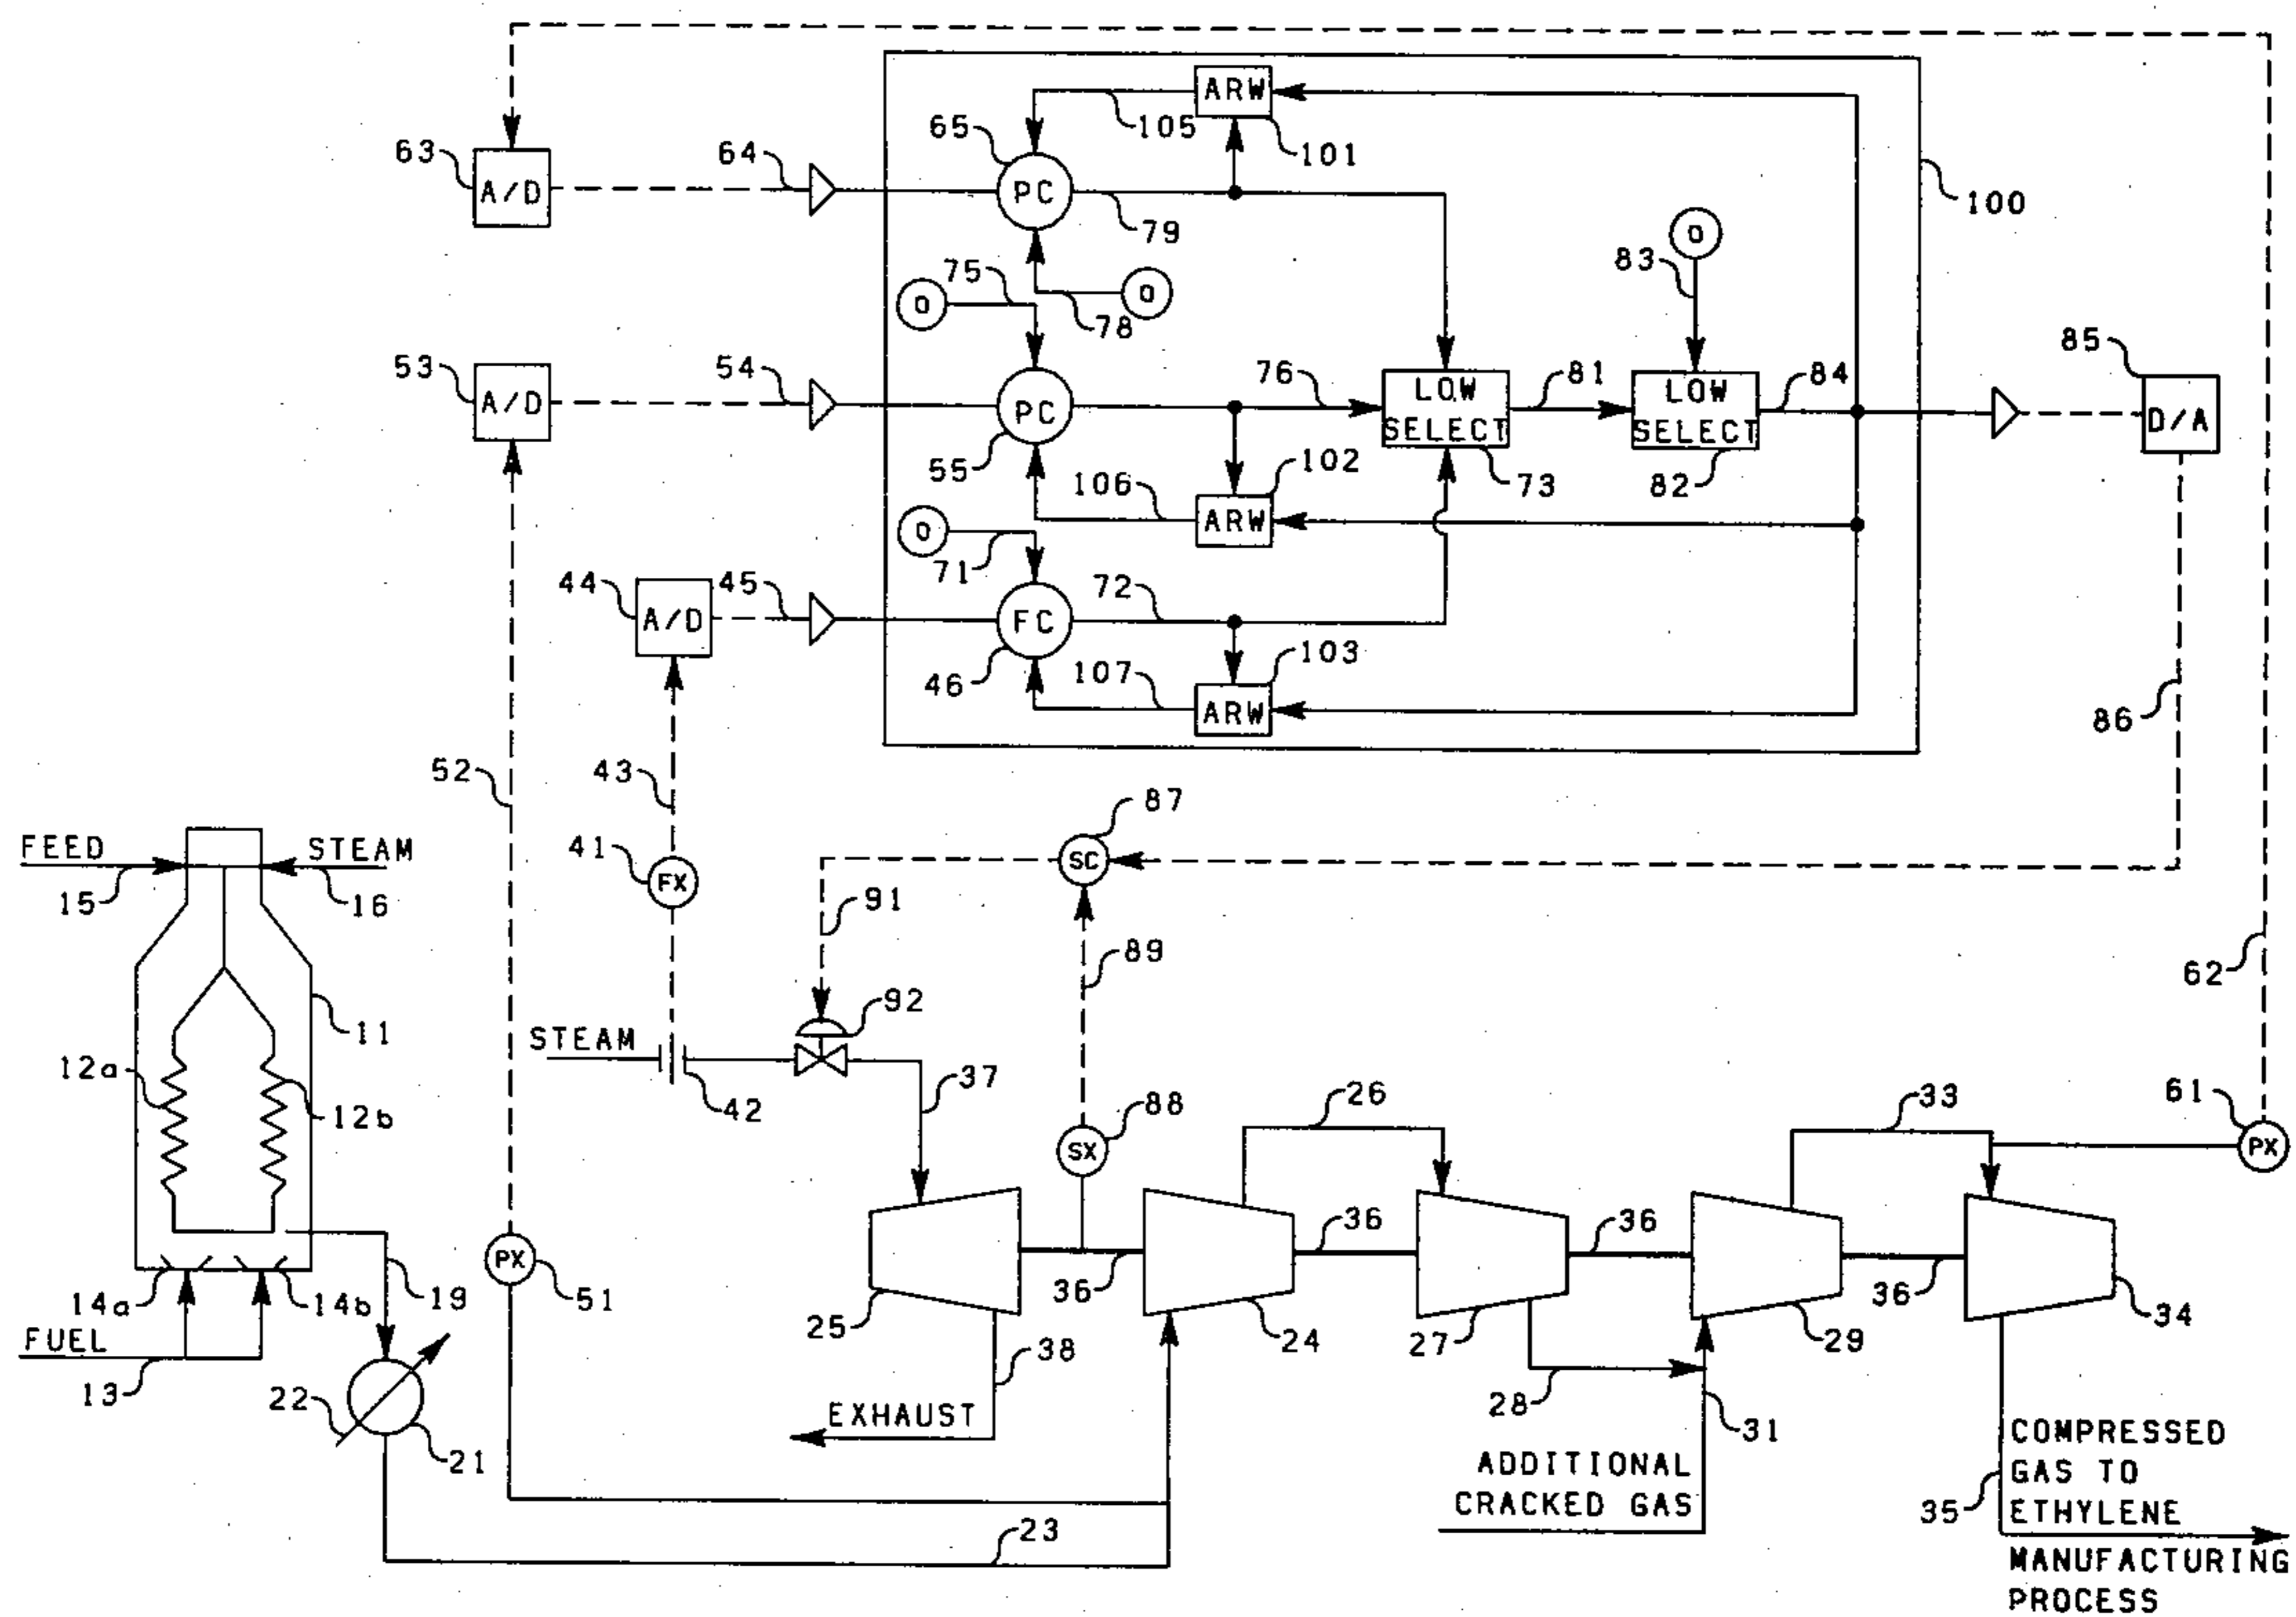 ARW
105
65
101
63
64
A/D
PC
79
100
75
O
83
O
78
O
85
53
54
76
81
84
A/D
PC
LOW
SELECT
LOW
SELECT
D/A
55
106
102
73
82
ARW
O
71
44
45
72
A/D
FC
46
107
103
ARW
86
52
43
87
FEED
STEAM
41
SC
15
16
FX
91
89
62
11
92
STEAM
12a
37
12b
42
88
26
33
61
SX
PX
36
36
PX
36
36
14a
14b
19
51
25
24
27
29
34
FUEL
38
13
22
28
EXHAUST
31
21
COMPRESSED
GAS TO
ETHYLENE
MANUFACTURING
PROCESS
ADDITIONAL
CRACKED GAS
35
23